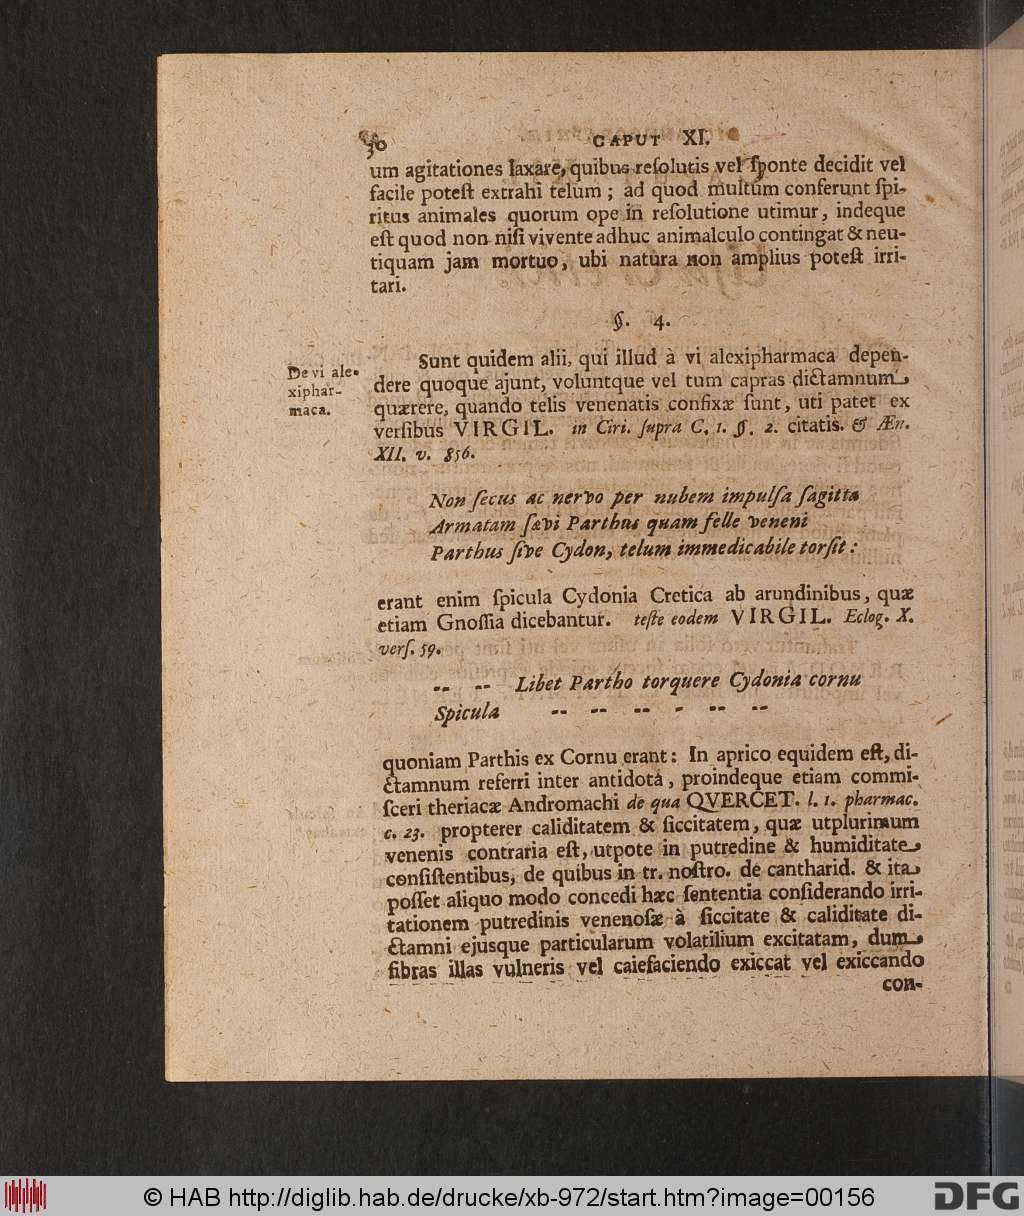 30 CAPUT XI.
um agitationes laxare, quibus reſolutis vel ſponte decidit vel
facile poteſt extrahi telum; ad quod multum conferunt ſpi-
ritus animales quorum ope in reſolutione utimur, indeque
eſt quod non niſi vivente adhuc animalculo contingat & neu-
tiquam jam mortuo, ubi natura non amplius poteſt irri-
tari.
§. 4.
De vi ale-
xiphar-
maca.
Sunt quidem alii, qui illud à vi alexipharmaca depen-
dere quoque ajunt, voluntque vel tum capras dictamnum
quærere, quando telis venenatis confixæ ſunt, uti patet ex
verſibus VIRGIL. in Ciri. ſupra C. 1. §. 2. citatis. & Æn.
XII. v. 856.
Non ſecus ac nervo per nubem impulſa ſagitta
Armatam ſævi Parthus quam felle veneni
Parthus ſive Cydon, telum immedicabile torſit:
erant enim ſpicula Cydonia Cretica ab arundinibus, quæ
etiam Gnoſſia dicebantur. teſte eodem VIRGIL. Eclog. X.
verſ. 59.
-- -- Libet Partho torquere Cydonia cornu
Spicula -- -- -- - -- --
quoniam Parthis ex Cornu erant: In aprico equidem eſt, di-
ctamnum referri inter antidota, proindeque etiam commi-
ſceri theriacæ Andromachi de qua QVERCET. l. 1. pharmac.
c. 23. propterer caliditatem & ſiccitatem, quæ utplurimum
venenis contraria eſt, utpote in putredine & humiditate
conſiſtentibus, de quibus in tr. noſtro. de cantharid. & ita
poſſet aliquo modo concedi hæc ſententia conſiderando irri-
tationem putredinis venenoſæ à ſiccitate & caliditate di-
ctamni ejusque particularum volatilium excitatam, dum
fibras illas vulneris vel calefaciendo exiccat vel exiccando
con-
© HAB http://diglib.hab.de/drucke/xb-972/start.htm?image=00156
DFG